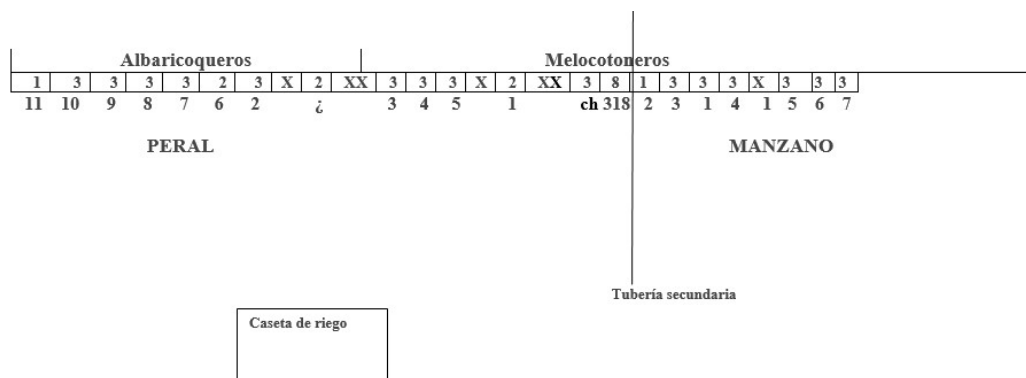 Albaricoqueros Melocotoneros
1 3 3 3 3 2 3 X 2 XX 3 3 3 X 2 XX 3 8 1 3 3 3 X 3 3 3
11 10 9 8 7 6 2 ¿ 3 4 5 1 ch 318 2 3 1 4 1 5 6 7
PERAL MANZANO
Tubería secundaria
Caseta de riego